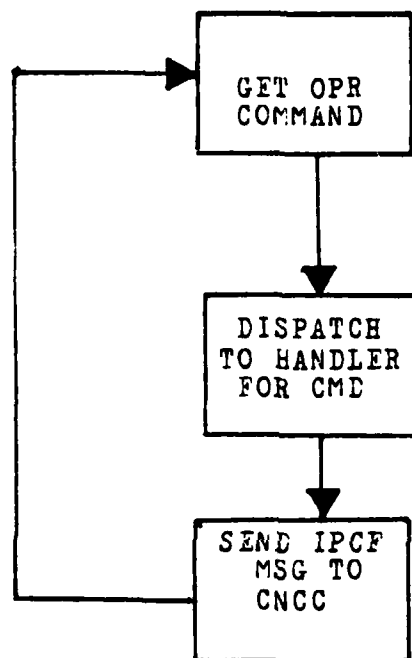 GET OPR
COMMAND
DISPATCH
TO HANDLER
FOR CMD
SEND IPCF
MSG TO
CNCC